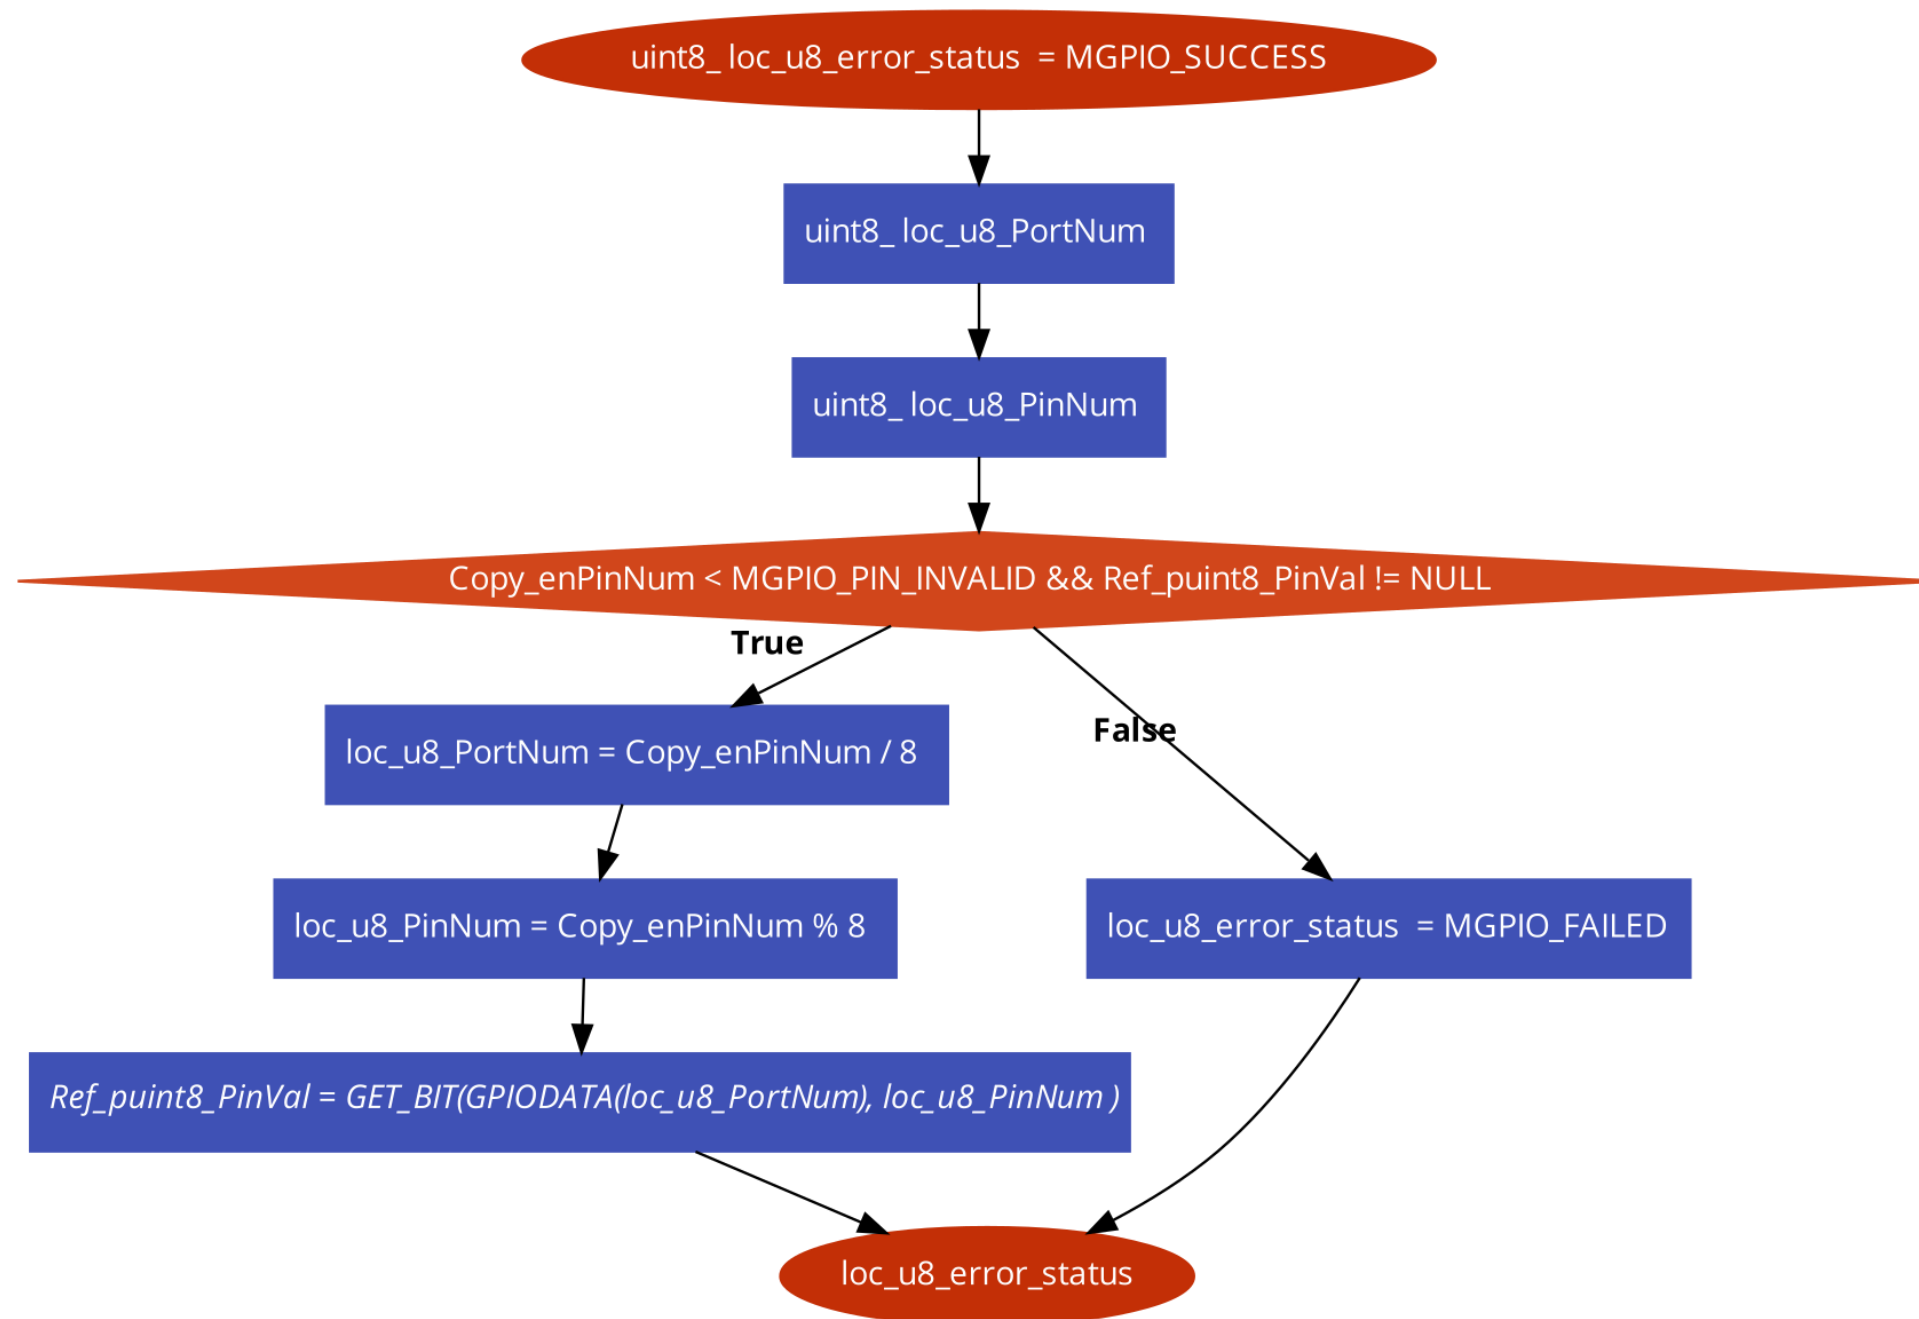 uint8_ loc_u8_error_status  = MGPIO_SUCCESS
uint8_ loc_u8_PortNum
uint8_ loc_u8_PinNum
Copy_enPinNum < MGPIO_PIN_INVALID && Ref_puint8_PinVal != NULL
True
False
loc_u8_PortNum = Copy_enPinNum / 8
loc_u8_PinNum = Copy_enPinNum % 8
loc_u8_error_status  = MGPIO_FAILED
Ref_puint8_PinVal = GET_BIT(GPIODATA(loc_u8_PortNum), loc_u8_PinNum )
loc_u8_error_status